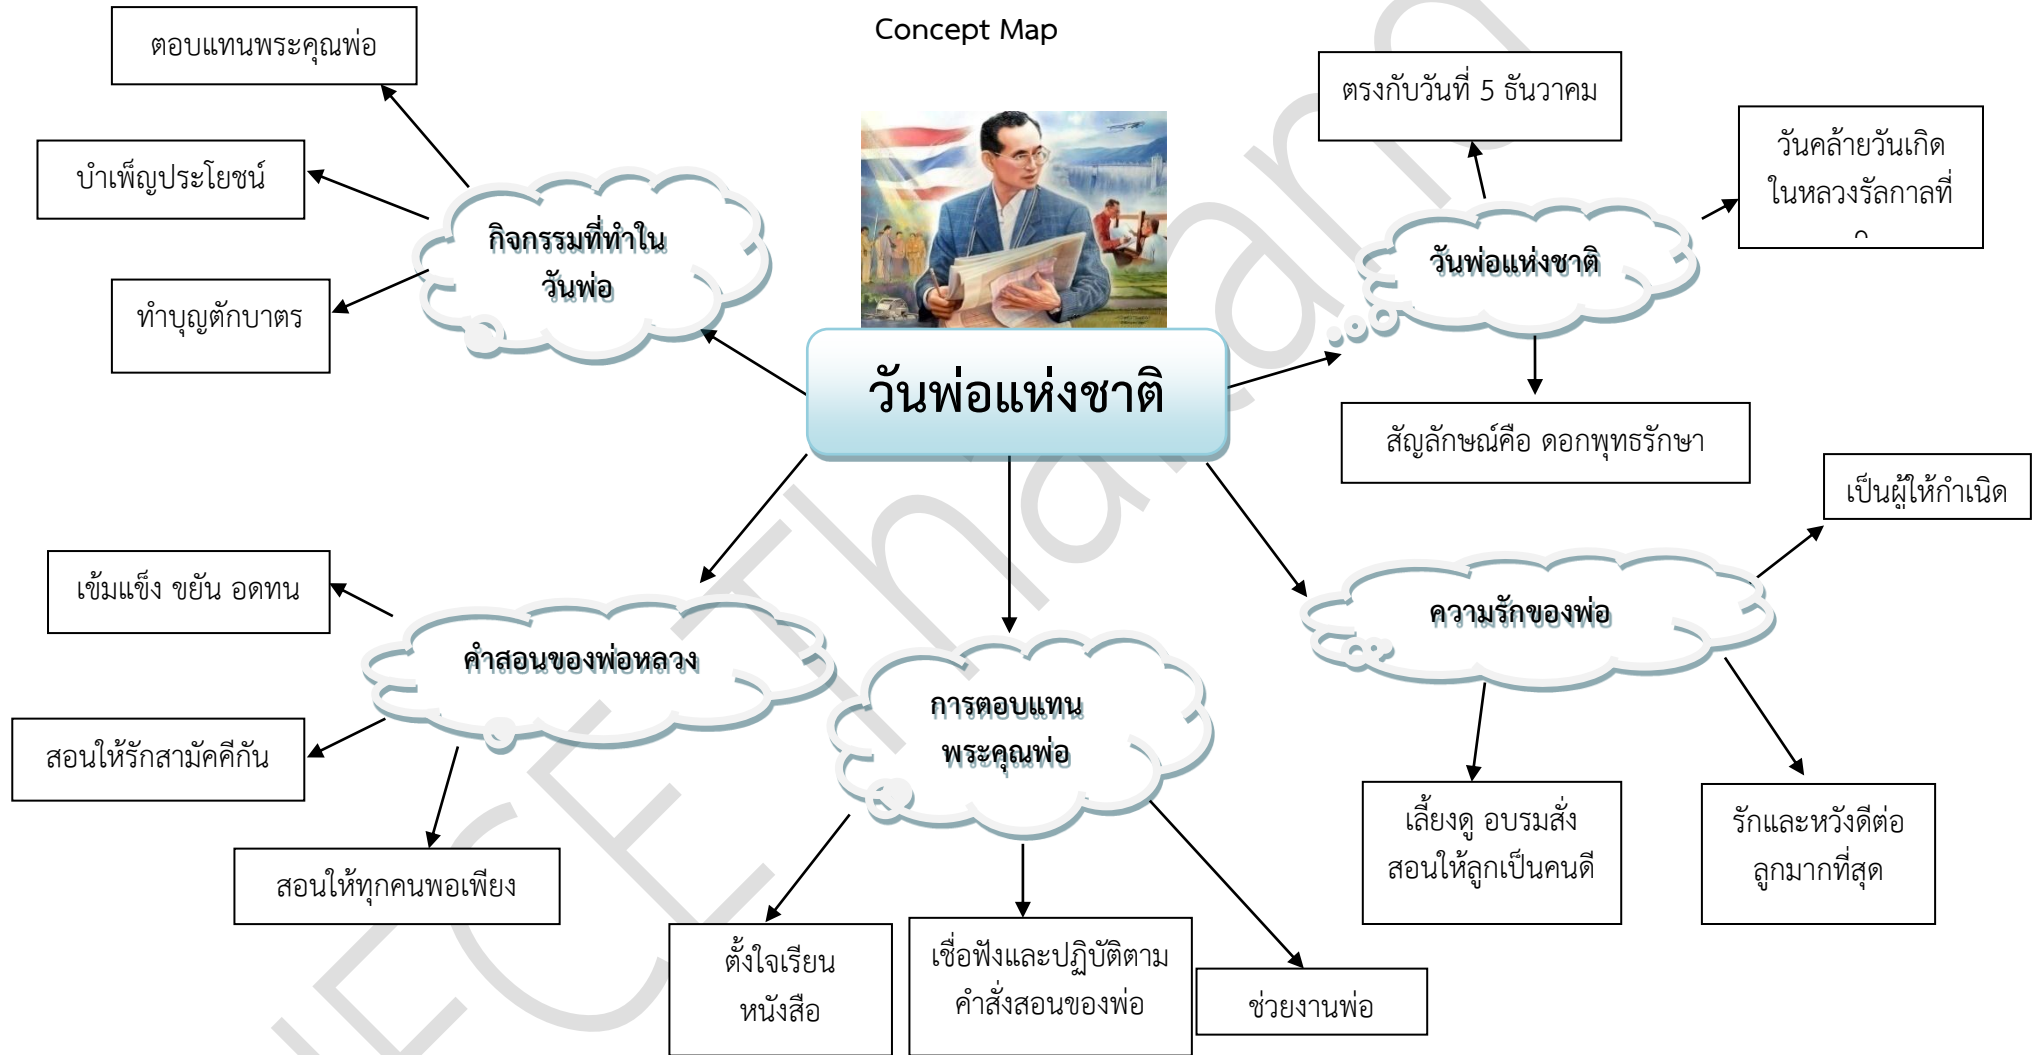 Concept Map
ตอบแทนพระคุณพ่อ
บำเพ็ญประโยชน์
ทำบุญตักบาตร
กิจกรรมที่ทำใน
วันพ่อ
ตรงกับวันที่ 5 ธันวาคม
วันคล้ายวันเกิด
ในหลวงรัลกาลที่
วันพ่อแห่งชาติ
วันพ่อแห่งชาติ
สัญลักษณ์คือ ดอกพุทธรักษา
เป็นผู้ให้กำเนิด
ความรักของพ่อ
เลี้ยงดู อบรมสั่ง
สอนให้ลูกเป็นคนดี
รักและหวังดีต่อ
ลูกมากที่สุด
เข้มแข็ง ขยัน อดทน
คำสอนของพ่อหลวง
สอนให้รักสามัคคีกัน
สอนให้ทุกคนพอเพียง
การตอบแทน
พระคุณพ่อ
ตั้งใจเรียน
หนังสือ
เชื่อฟังและปฏิบัติตาม
คำสั่งสอนของพ่อ
ช่วยงานพ่อ